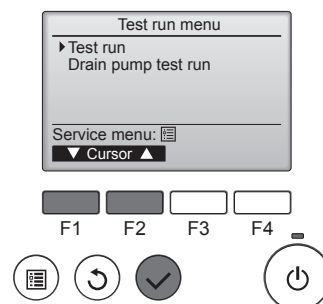 Test run menu
Test run
Drain pump test run
Service menu:
▼ Cursor ▲
F1 F2 F3 F4